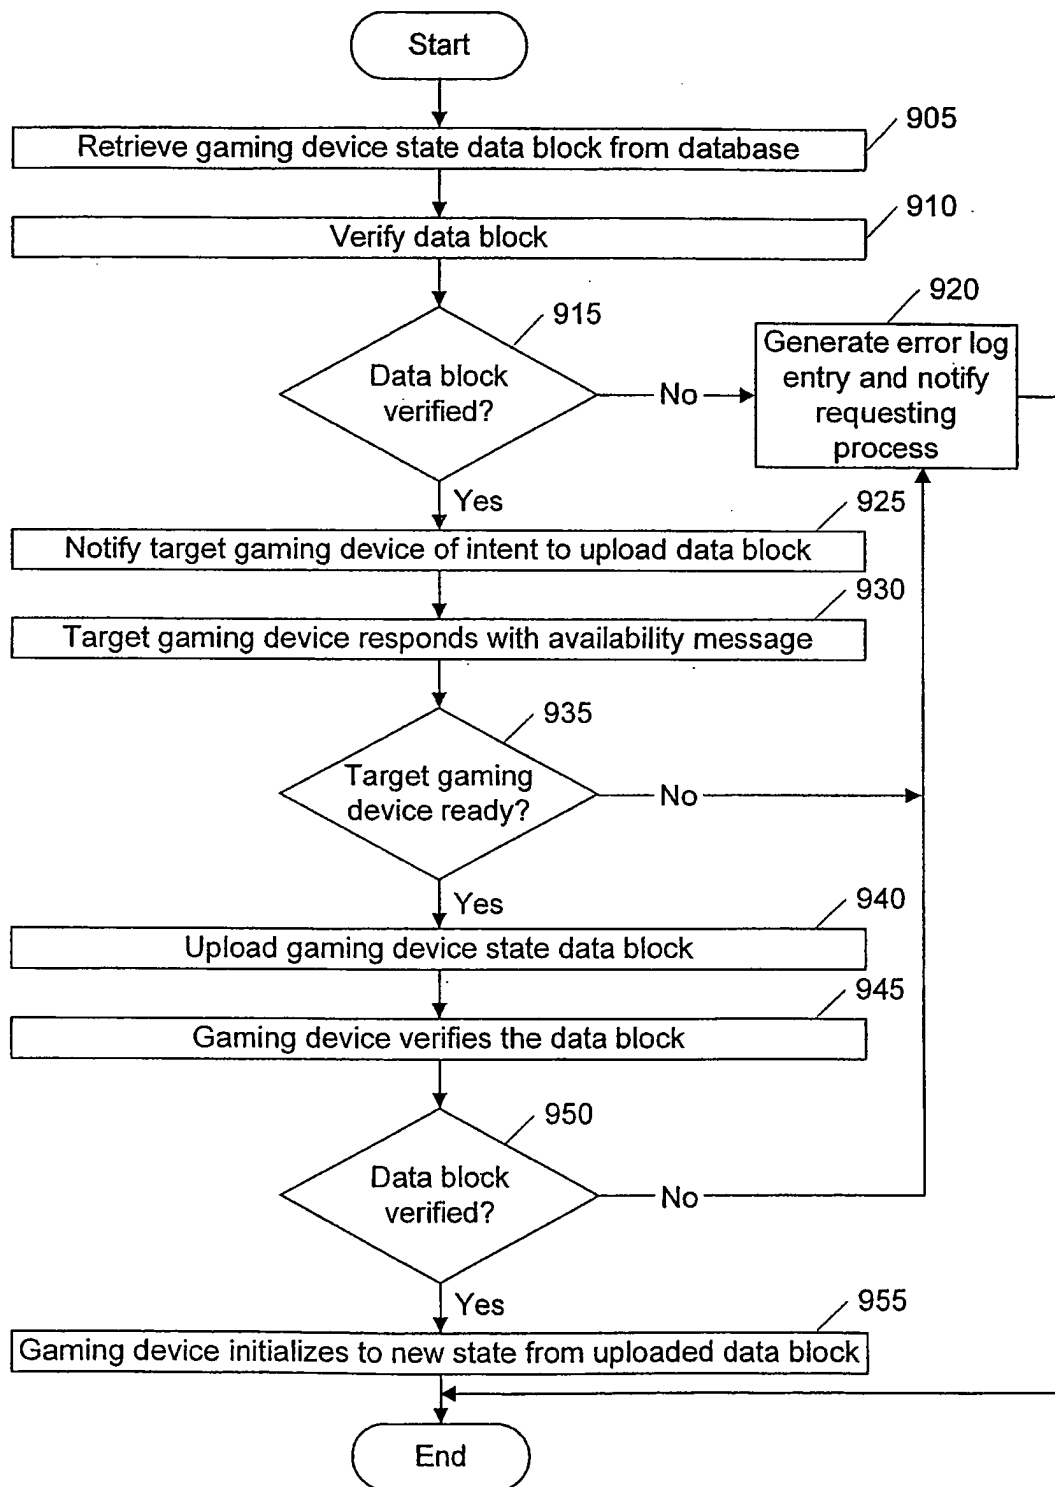 Start
905
Retrieve gaming device state data block from database
910
Verify data block
915
920
Data block
verified?
No
Generate error log
entry and notify
requesting
process
Yes
925
Notify target gaming device of intent to upload data block
930
Target gaming device responds with availability message
935
Target gaming
device ready?
No
Yes
940
Upload gaming device state data block
945
Gaming device verifies the data block
950
Data block
verified?
No
Yes
955
Gaming device initializes to new state from uploaded data block
End